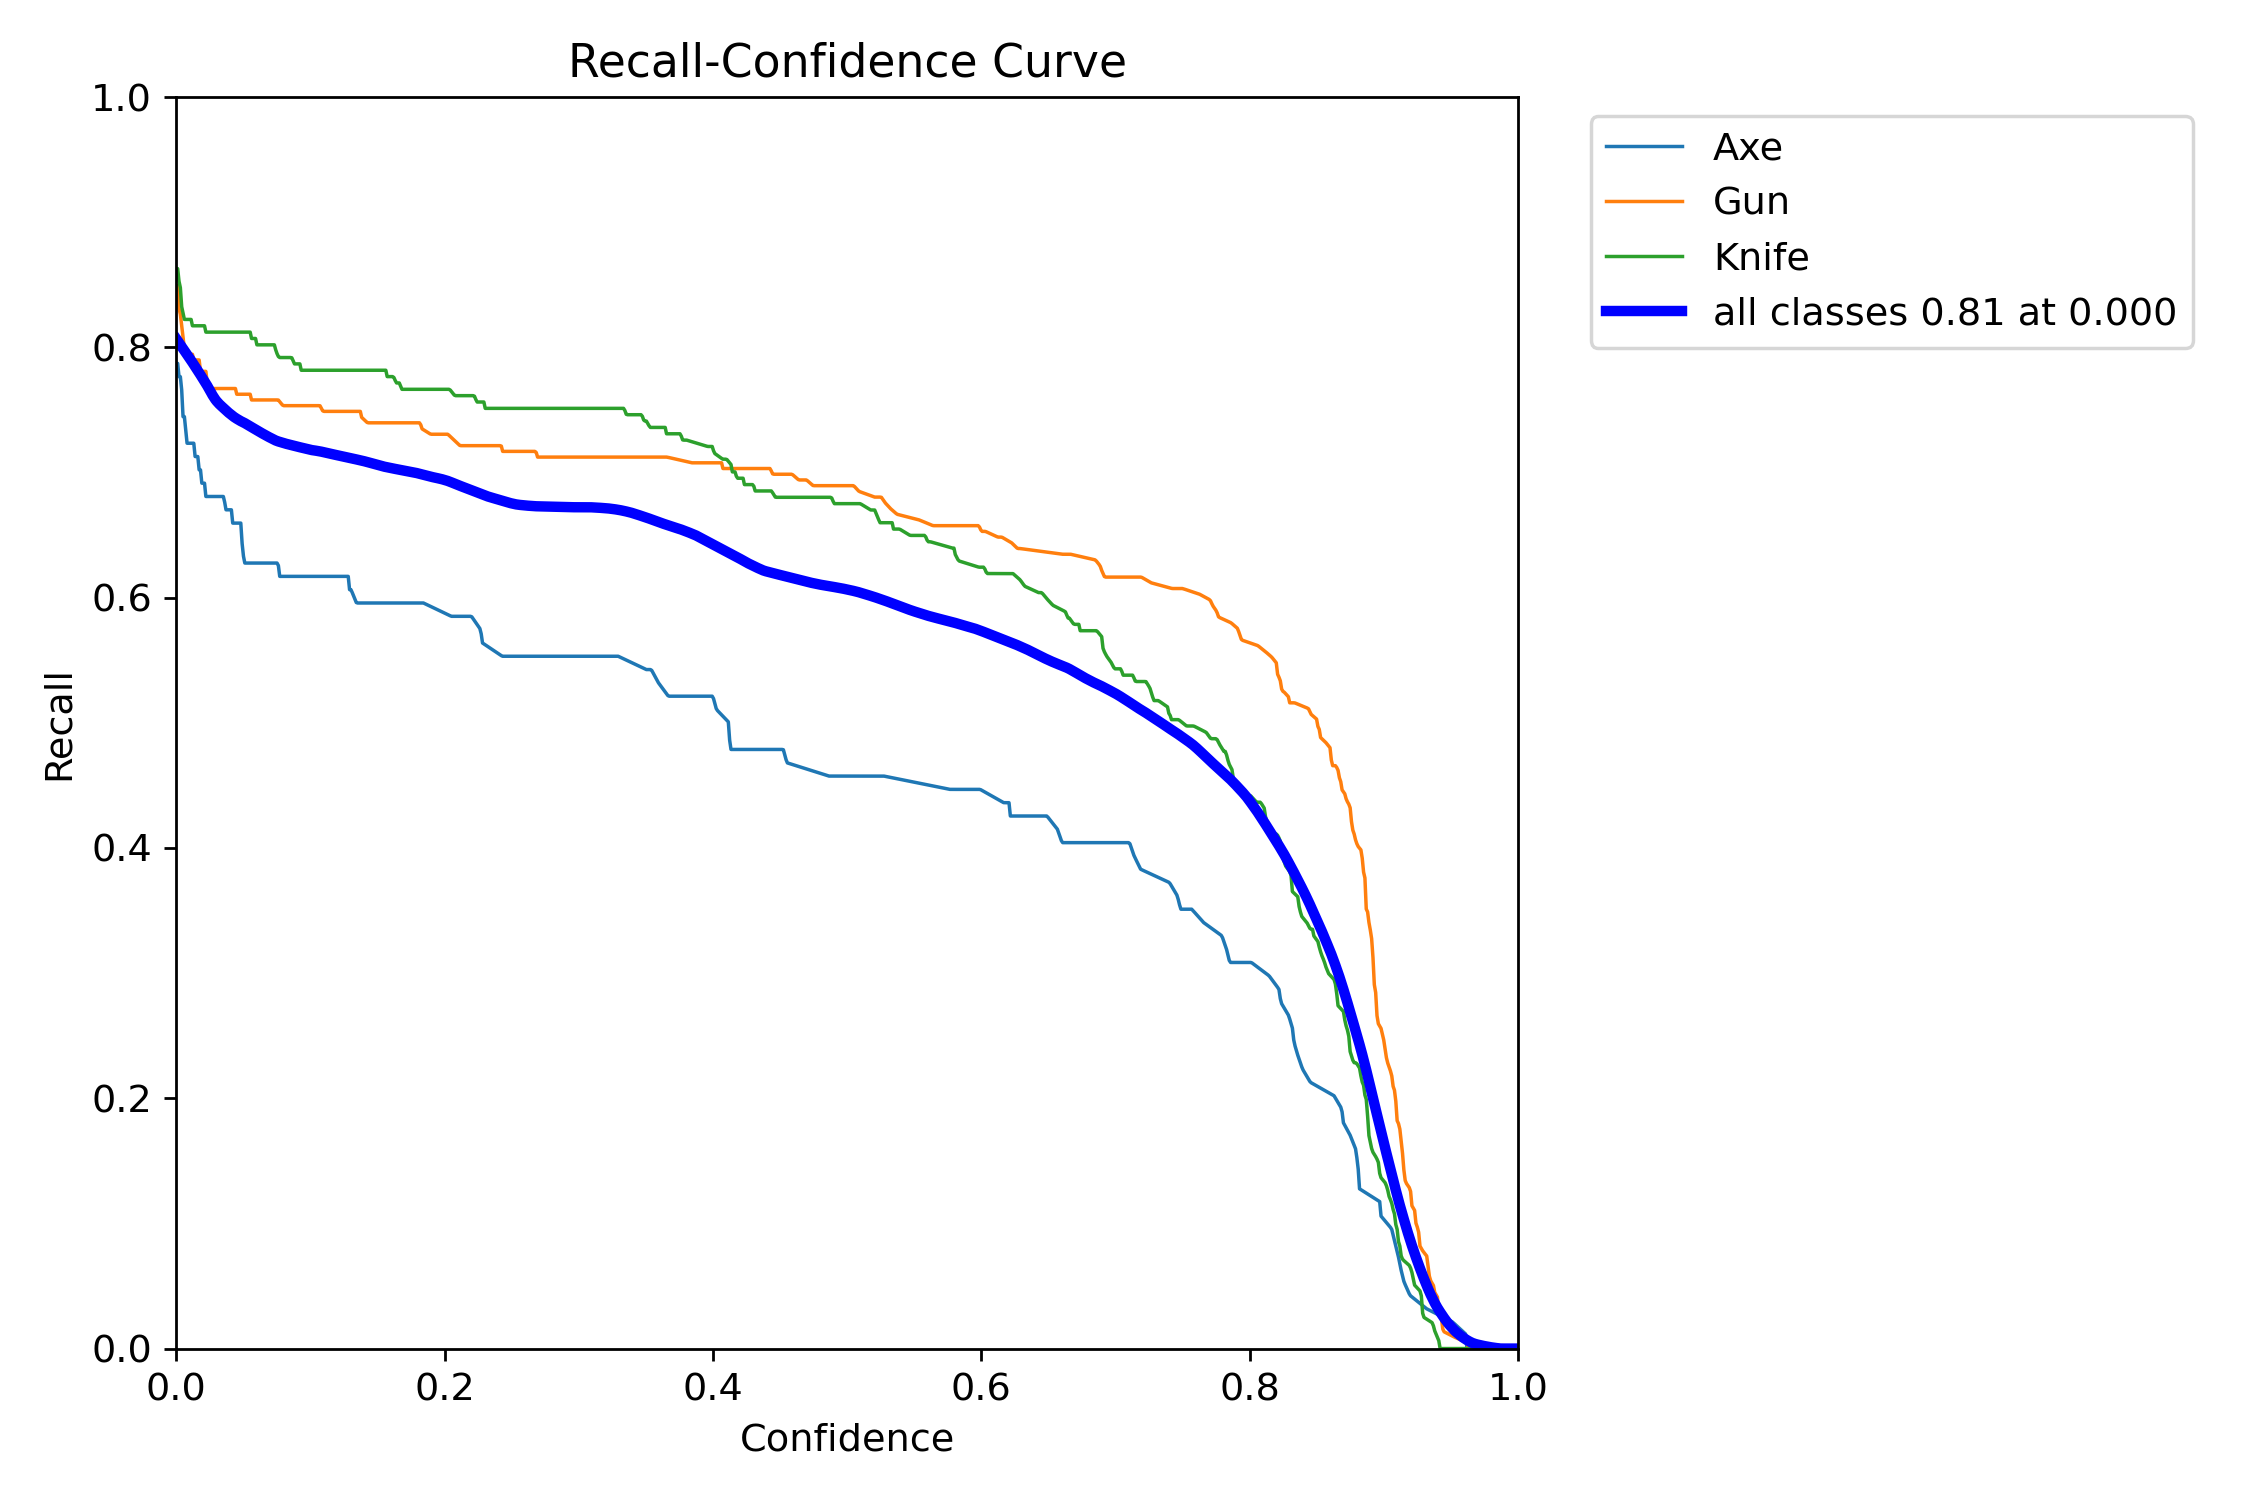 Recall-Confidence Curve
1.0
0.8
0.6
0.4
0.2
0.0
Recall
0.0 0.2 0.4 0.6 0.8 1.0
Confidence
Axe
Gun
Knife
all classes 0.81 at 0.000